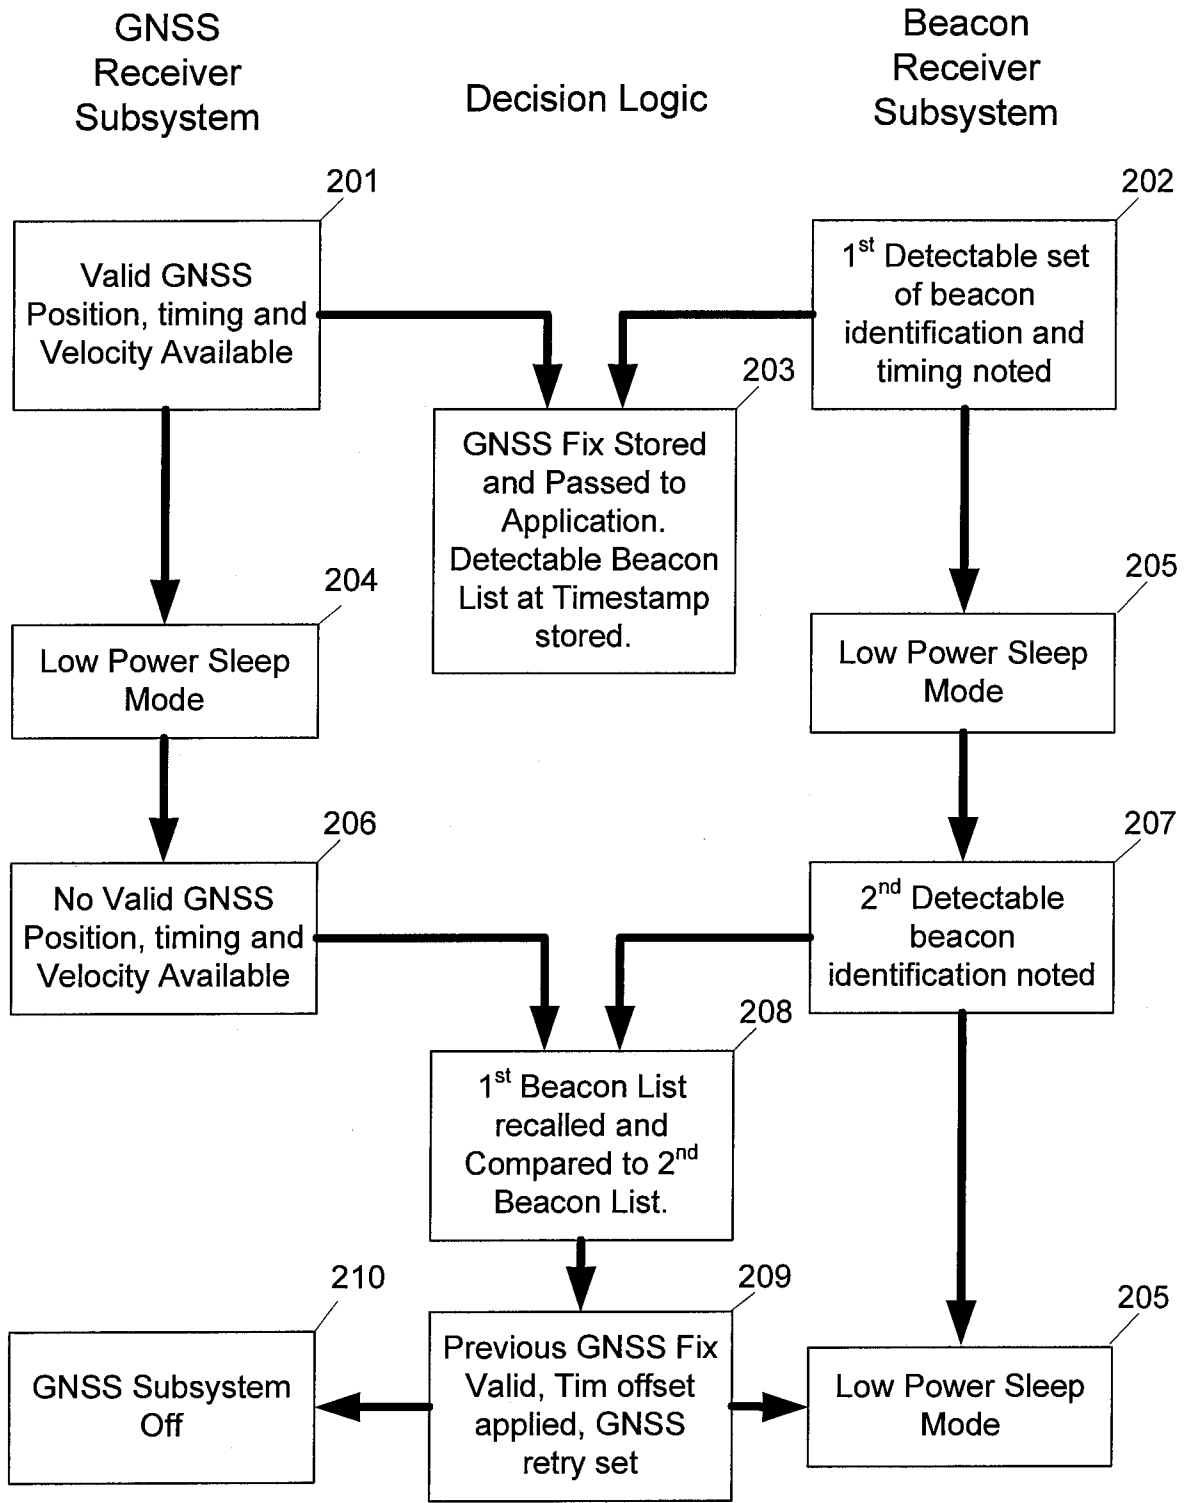 GNSS
Receiver
Subsystem
Decision Logic
Beacon
Receiver
Subsystem
201
Valid GNSS
Position, timing and
Velocity Available
202
1st Detectable set
of beacon
identification and
timing noted
203
GNSS Fix Stored
and Passed to
Application.
Detectable Beacon
List at Timestamp
stored.
204
Low Power Sleep
Mode
205
Low Power Sleep
Mode
206
No Valid GNSS
Position, timing and
Velocity Available
207
2nd Detectable
beacon
identification noted
208
1st Beacon List
recalled and
Compared to 2nd
Beacon List.
210
GNSS Subsystem
Off
209
Previous GNSS Fix
Valid, Tim offset
applied, GNSS
retry set
205
Low Power Sleep
Mode